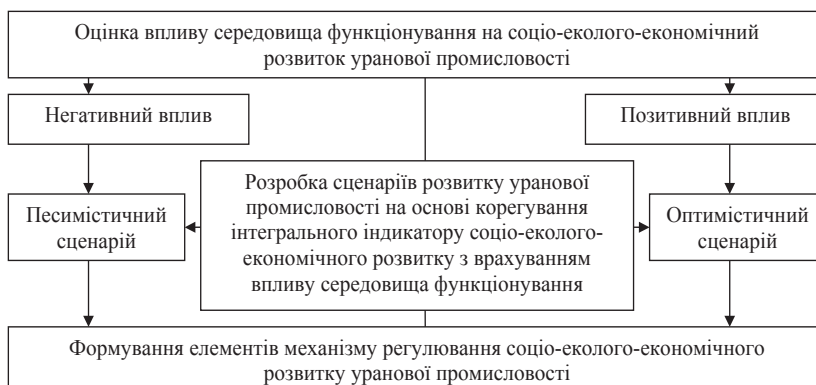 Оцінка впливу середовища функціонування на соціо-еколого-економічний
розвиток уранової промисловості
Негативний вплив
Позитивний вплив
Розробка сценаріїв розвитку уранової
промисловості на основі корегування
інтегрального індикатору соціо-еколого-
економічного розвитку з врахуванням
впливу середовища функціонування
Песимістичний
сценарій
Оптимістичний
сценарій
Формування елементів механізму регулювання соціо-еколого-економічного
розвитку уранової промисловості